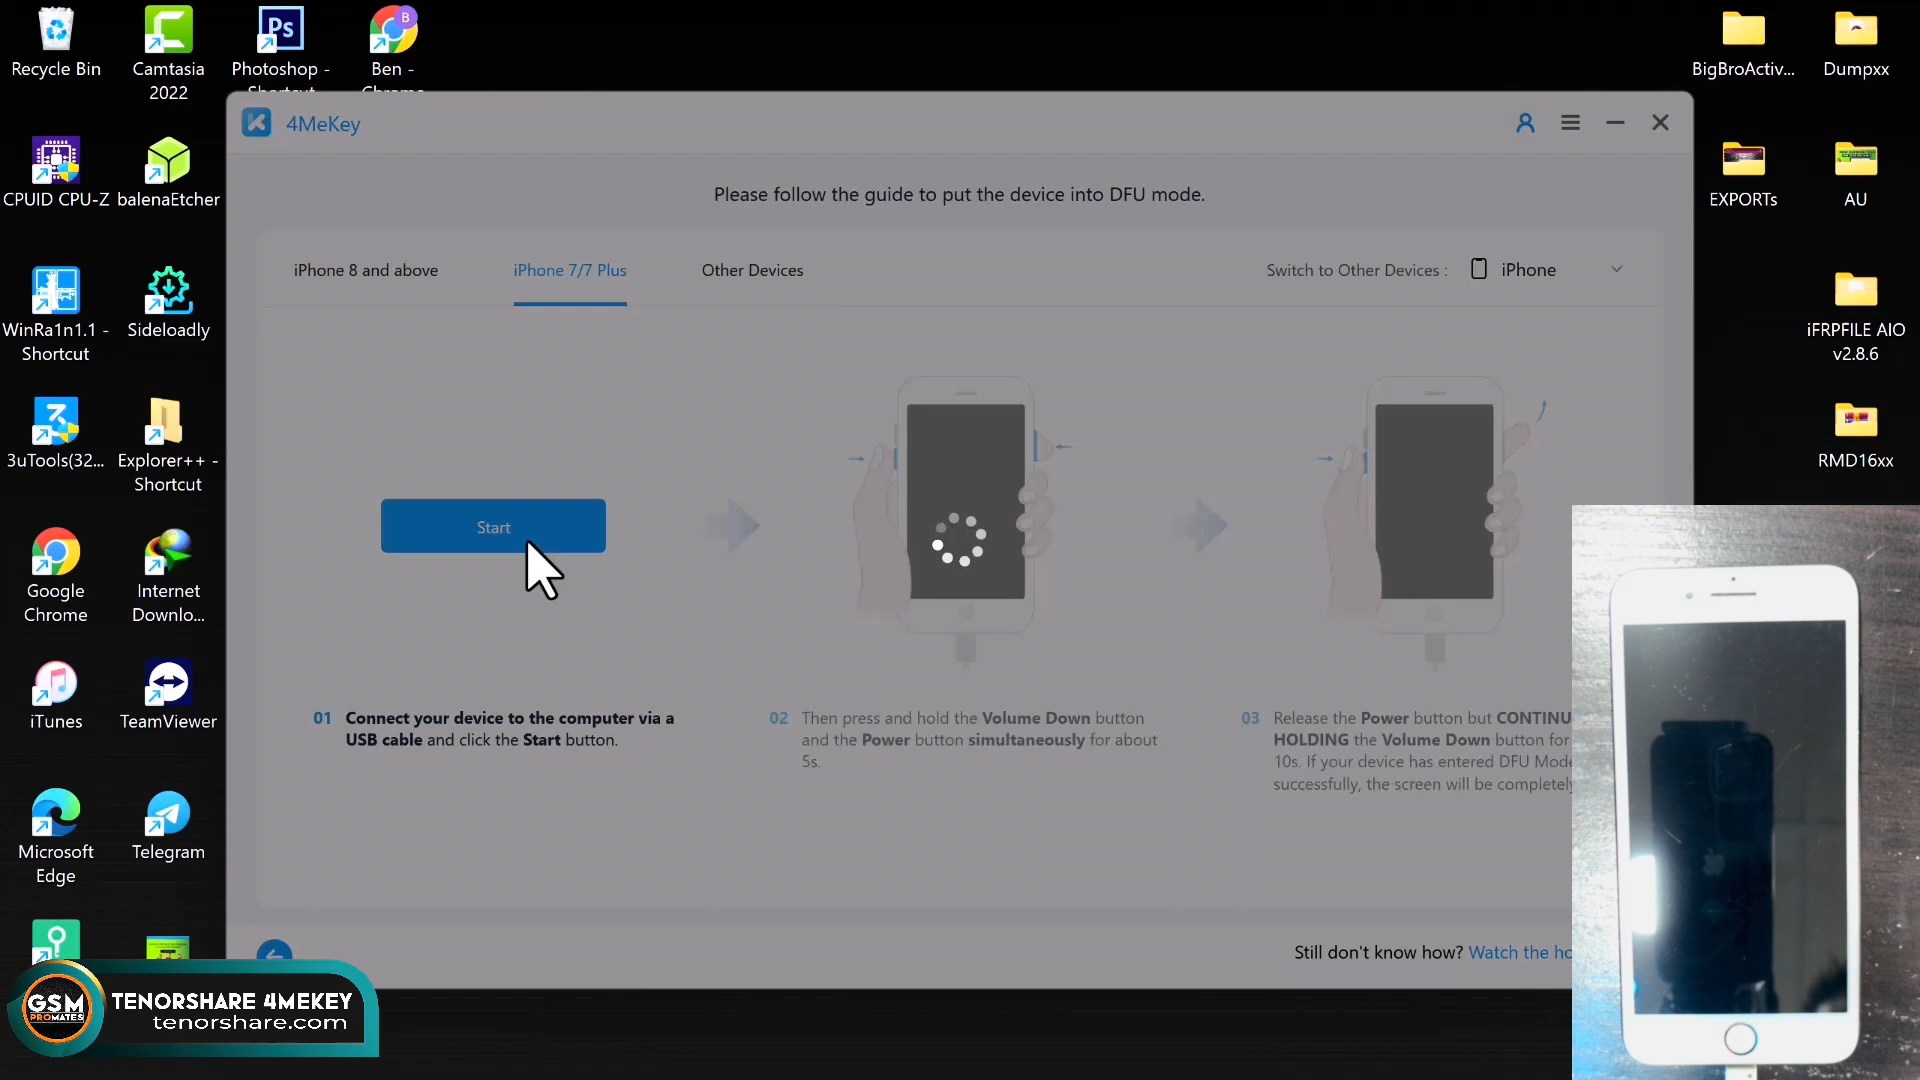 Recycle Bin
Camtasia
2022
Photoshop -
Ben -
BigBroActiv...
Dumpxx
4MeKey
CPUID CPU-Z
balenaEtcher
EXPORTs
AU
Please follow the guide to put the device into DFU mode.
iPhone 8 and above
iPhone 7/7 Plus
Other Devices
Switch to Other Devices :
iPhone
WinRa1n1.1 -
Shortcut
Sideloadly
iFRPFILE AIO
v2.8.6
3uTools(32...
Explorer++ -
Shortcut
RMD16xx
Start
Google
Chrome
Internet
Downlo...
iTunes
TeamViewer
01 Connect your device to the computer via a
USB cable and click the Start button.
02 Then press and hold the Volume Down button
and the Power button simultaneously for about
5s.
03 Release the Power button but CONTINU
HOLDING the Volume Down button for
10s. If your device has entered DFU Mode
successfully, the screen will be completely
Microsoft
Edge
Telegram
Still don't know how? Watch the ho
GSM
PROMATES
TENORSHARE 4MEKEY
tenorshare.com